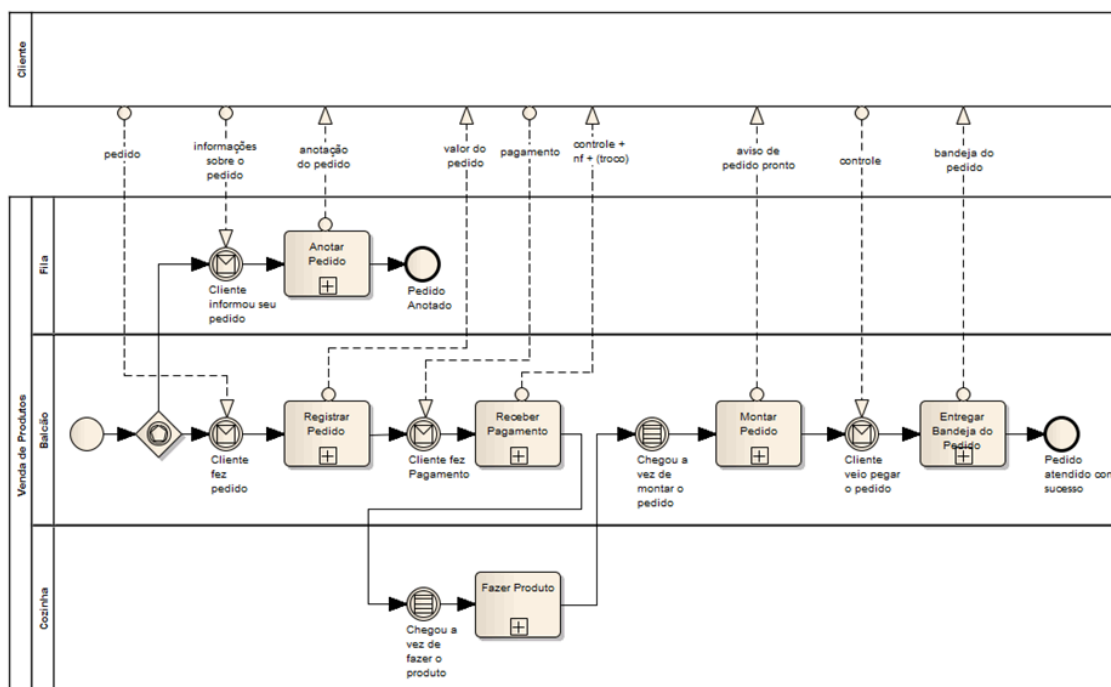 Cliente
pedido
informações
sobre o
pedido
anotação
do pedido
valor do
pedido
pagamento
controle +
nf + (troco)
aviso de
pedido pronto
controle
bandeja do
pedido
Venda de Produtos
Fila
Cliente
informou seu
pedido
Anotar
Pedido
Pedido
Anotado
Balcão
Cliente
fez
pedido
Registrar
Pedido
Cliente fez
Pagamento
Receber
Pagamento
Chegou a
vez de
montar o
pedido
Montar
Pedido
Cliente
veio pegar
o pedido
Entregar
Bandeja do
Pedido
Pedido
atendido com
sucesso
Cozinha
Chegou a
vez de
fazer o
produto
Fazer Produto